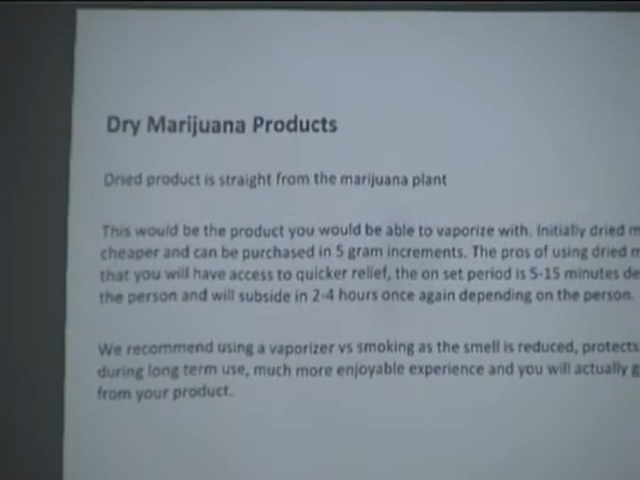 Dry Marijuana Products
Dried product is straight from the marijuana plant
This would be the product you would be able to vaporize with. Initially dried m
cheaper and can be purchased in 5 gram increments. The pros of using dried m
that you will have access to quicker relief, the on set period is 5-15 minutes de
the person and will subside in 2-4 hours once again depending on the person.
We recommend using a vaporizer vs smoking as the smell is reduced, protects
during long term use, much more enjoyable experience and you will actually g
from your product.